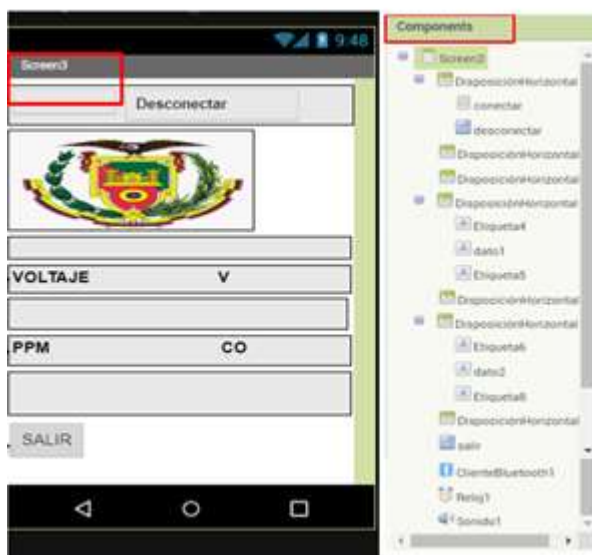 9:48
Screen3
Desconectar
VOLTAJE V
PPM CO
SALIR
Components
Screen3
DisposiciónHorizontal
conectar
desconectar
DisposiciónHorizontal
DisposiciónHorizontal
DisposiciónHorizontal
Etiqueta4
dato1
Etiqueta5
DisposiciónHorizontal
DisposiciónHorizontal
Etiqueta6
dato2
Etiqueta8
DisposiciónHorizontal
salir
ClienteBluetooth1
Reloj1
Sonido1